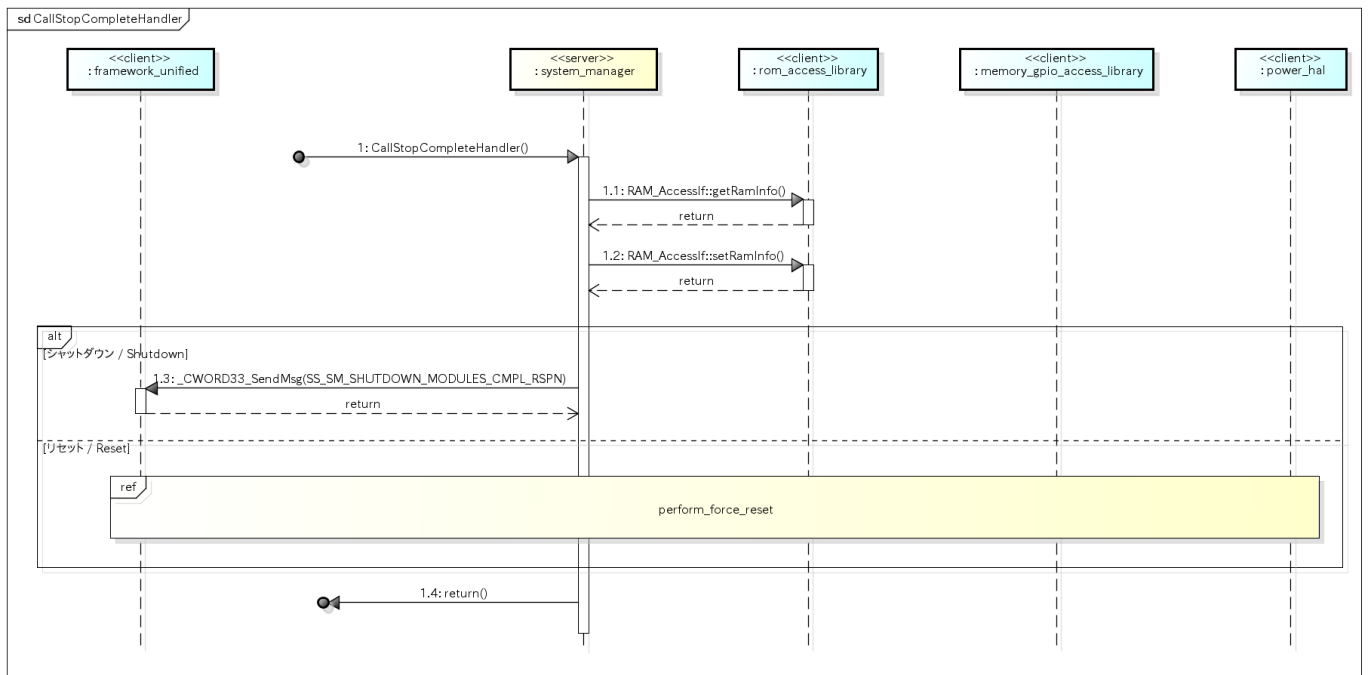 sd CallStopCompleteHandler
<<client>>
: framework_unified
<<server>>
: system_manager
<<client>>
: rom_access_library
<<client>>
: memory_gpio_access_library
<<client>>
: power_hal
1: CallStopCompleteHandler()
1.1: RAM_AccessIf::getRamInfo()
return
1.2: RAM_AccessIf::setRamInfo()
return
alt
[シャットダウン / Shutdown]
1.3: _CWORD33_SendMsg(SS_SM_SHUTDOWN_MODULES_CMPL_RSPN)
return
[リセット / Reset]
ref
perform_force_reset
1.4: return()